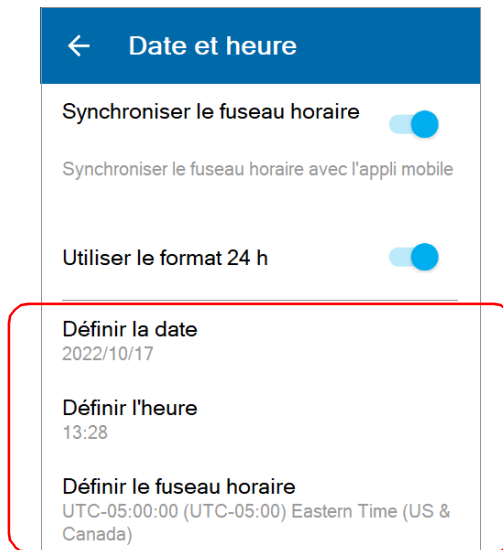 Date et heure
Synchroniser le fuseau horaire
Synchroniser le fuseau horaire avec l'appli mobile
Utiliser le format 24 h
Définir la date
2022/10/17
Définir l'heure
13:28
Définir le fuseau horaire
UTC-05:00:00 (UTC-05:00) Eastern Time (US &
Canada)